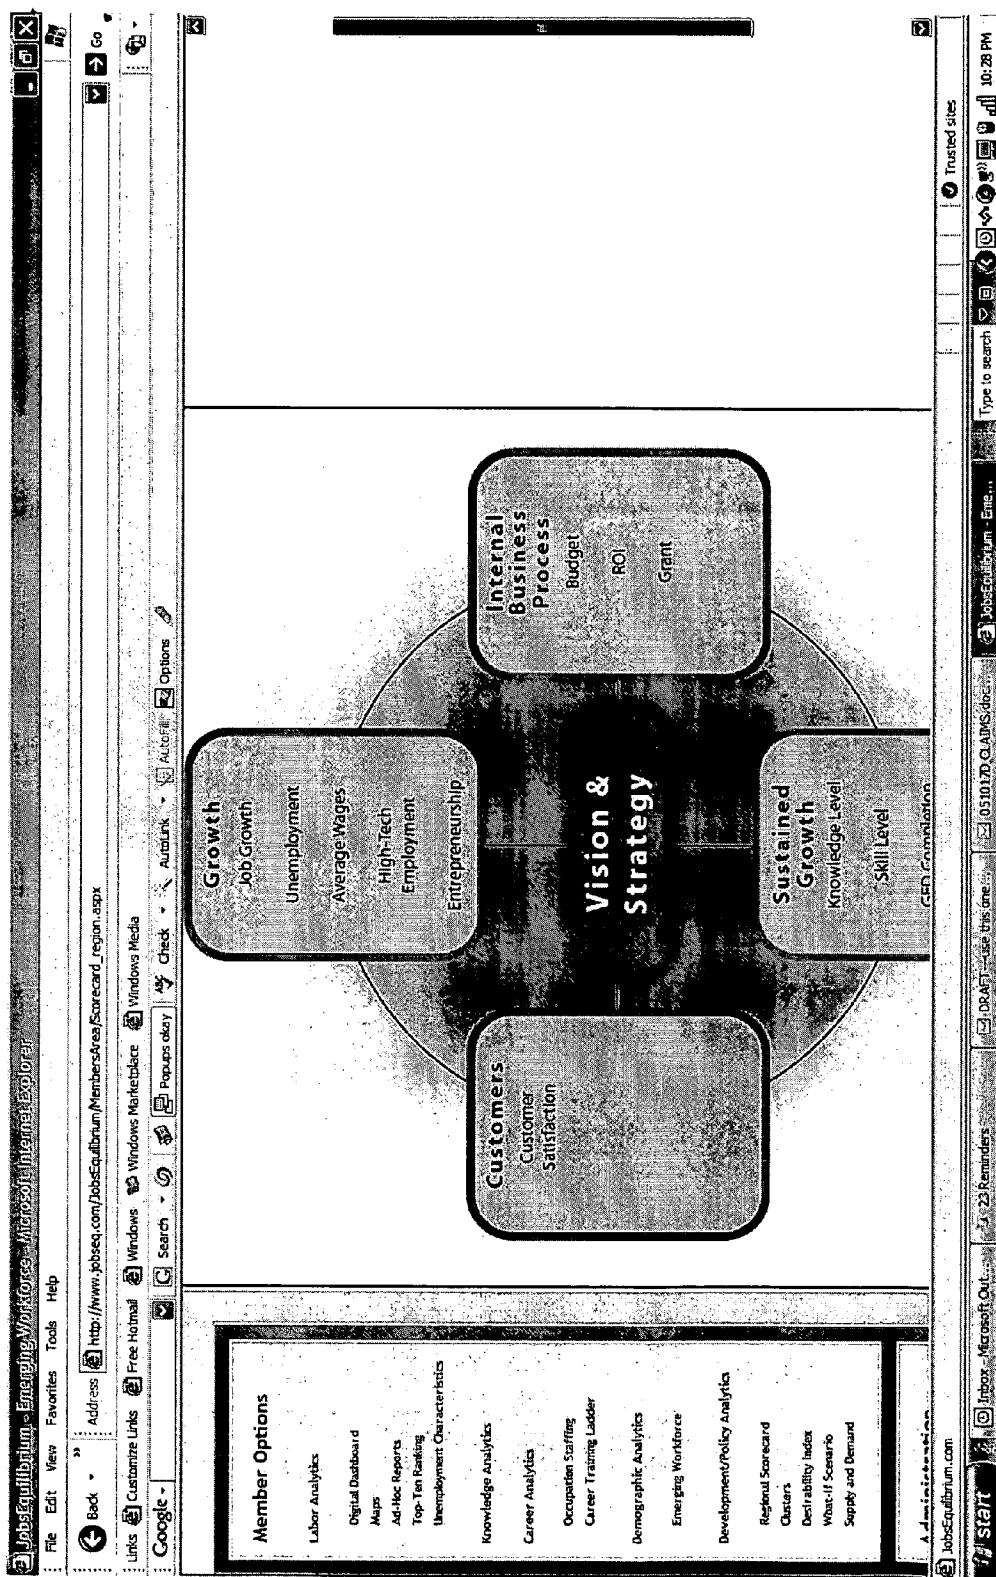 JobsEquilibrium - Emerging Workforce - Microsoft Internet Explorer
File Edit View Favorites Tools Help
Back Address http://www.jobseq.com/JobsEquilibrium/MembersArea/Scorecard_region.aspx Go
Links Customize Links Free Hotmail Windows Windows Marketplace Windows Media
Google Search Popups okay Check AutoLink AutoFill Options
Member Options
Labor Analytics
Digital Dashboard
Maps
Ad-Hoc Reports
Top-Ten Ranking
Unemployment Characteristics
Knowledge Analytics
Career Analytics
Occupation Staffing
Career Training Ladder
Demographic Analytics
Emerging Workforce
Development/Policy Analytics
Regional Scorecard
Clusters
Desirability Index
What-If Scenario
Supply and Demand
Administration
Growth
Job Growth
Unemployment
Average Wages
High-Tech
Employment
Entrepreneurship
Customers
Customer
Satisfaction
Vision &
Strategy
Internal
Business
Process
Budget
ROI
Grant
Sustained
Growth
Knowledge Level
Skill Level
GED Completion
JobsEquilibrium.com Trusted sites
start Inbox - Microsoft Out... 23 Reminders DRAFT -- use this one ... 051017D CLAIMS.doc... JobsEquilibrium - Eme... Type to search 10:28 PM